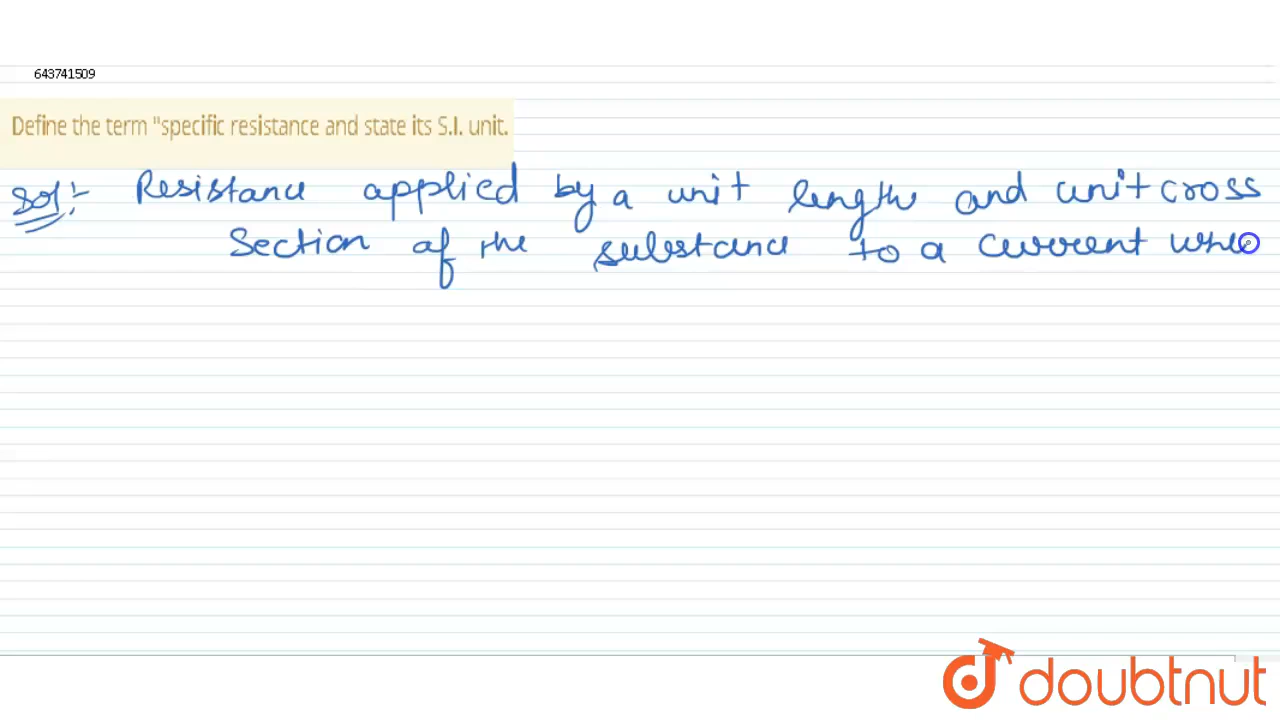 643741509
Define the term "specific resistance and state its S.I. unit.
Sol:- Resistance applied by a unit length and unit cross
Section of the substance to a current whe
doubtnut